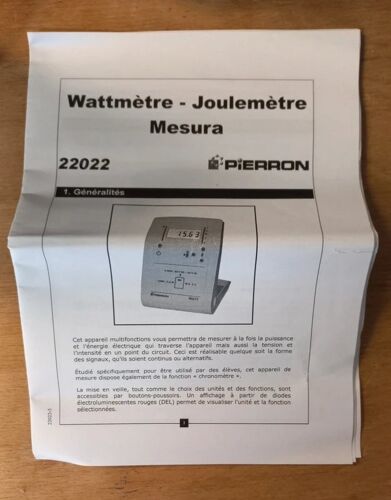 Wattmètre - Joulemètre
Mesura
22022
PIERRON
1. Généralités
15.63
PIERRON
Cet appareil multifonctions vous permettra de mesurer à la fois la puissance
et l'énergie électrique qui traverse l'appareil mais aussi la tension et
l'intensité en un point du circuit. Ceci est réalisable quelque soit la forme
des signaux, qu'ils soient continus ou alternatifs.
Étudié spécifiquement pour être utilisé par des élèves, cet appareil de
mesure dispose également de la fonction « chronomètre ».
La mise en veille, tout comme le choix des unités et des fonctions, sont
accessibles par boutons-poussoirs. Un affichage à partir de diodes
électroluminescentes rouges (DEL) permet de visualiser l'unité et la fonction
sélectionnées.
1